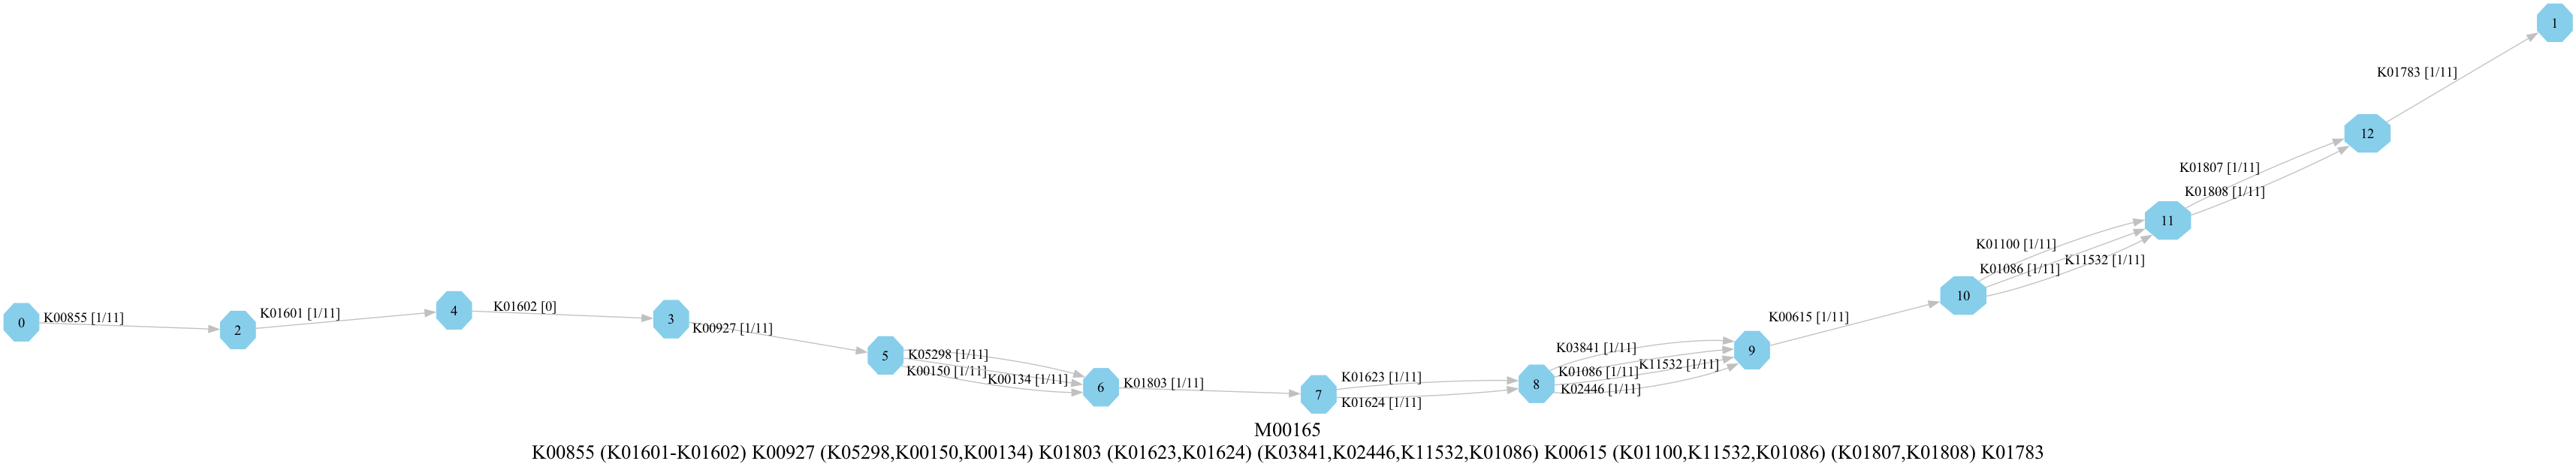 0
K00855 [1/11]
2
K01601 [1/11]
4
K01602 [0]
3
K00927 [1/11]
5
K05298 [1/11]
K00150 [1/11]
K00134 [1/11]
6
K01803 [1/11]
7
K01623 [1/11]
K01624 [1/11]
8
K03841 [1/11]
K01086 [1/11]
K11532 [1/11]
K02446 [1/11]
9
K00615 [1/11]
10
K01100 [1/11]
K01086 [1/11]
K11532 [1/11]
11
K01807 [1/11]
K01808 [1/11]
12
K01783 [1/11]
1
M00165
K00855 (K01601-K01602) K00927 (K05298,K00150,K00134) K01803 (K01623,K01624) (K03841,K02446,K11532,K01086) K00615 (K01100,K11532,K01086) (K01807,K01808) K01783